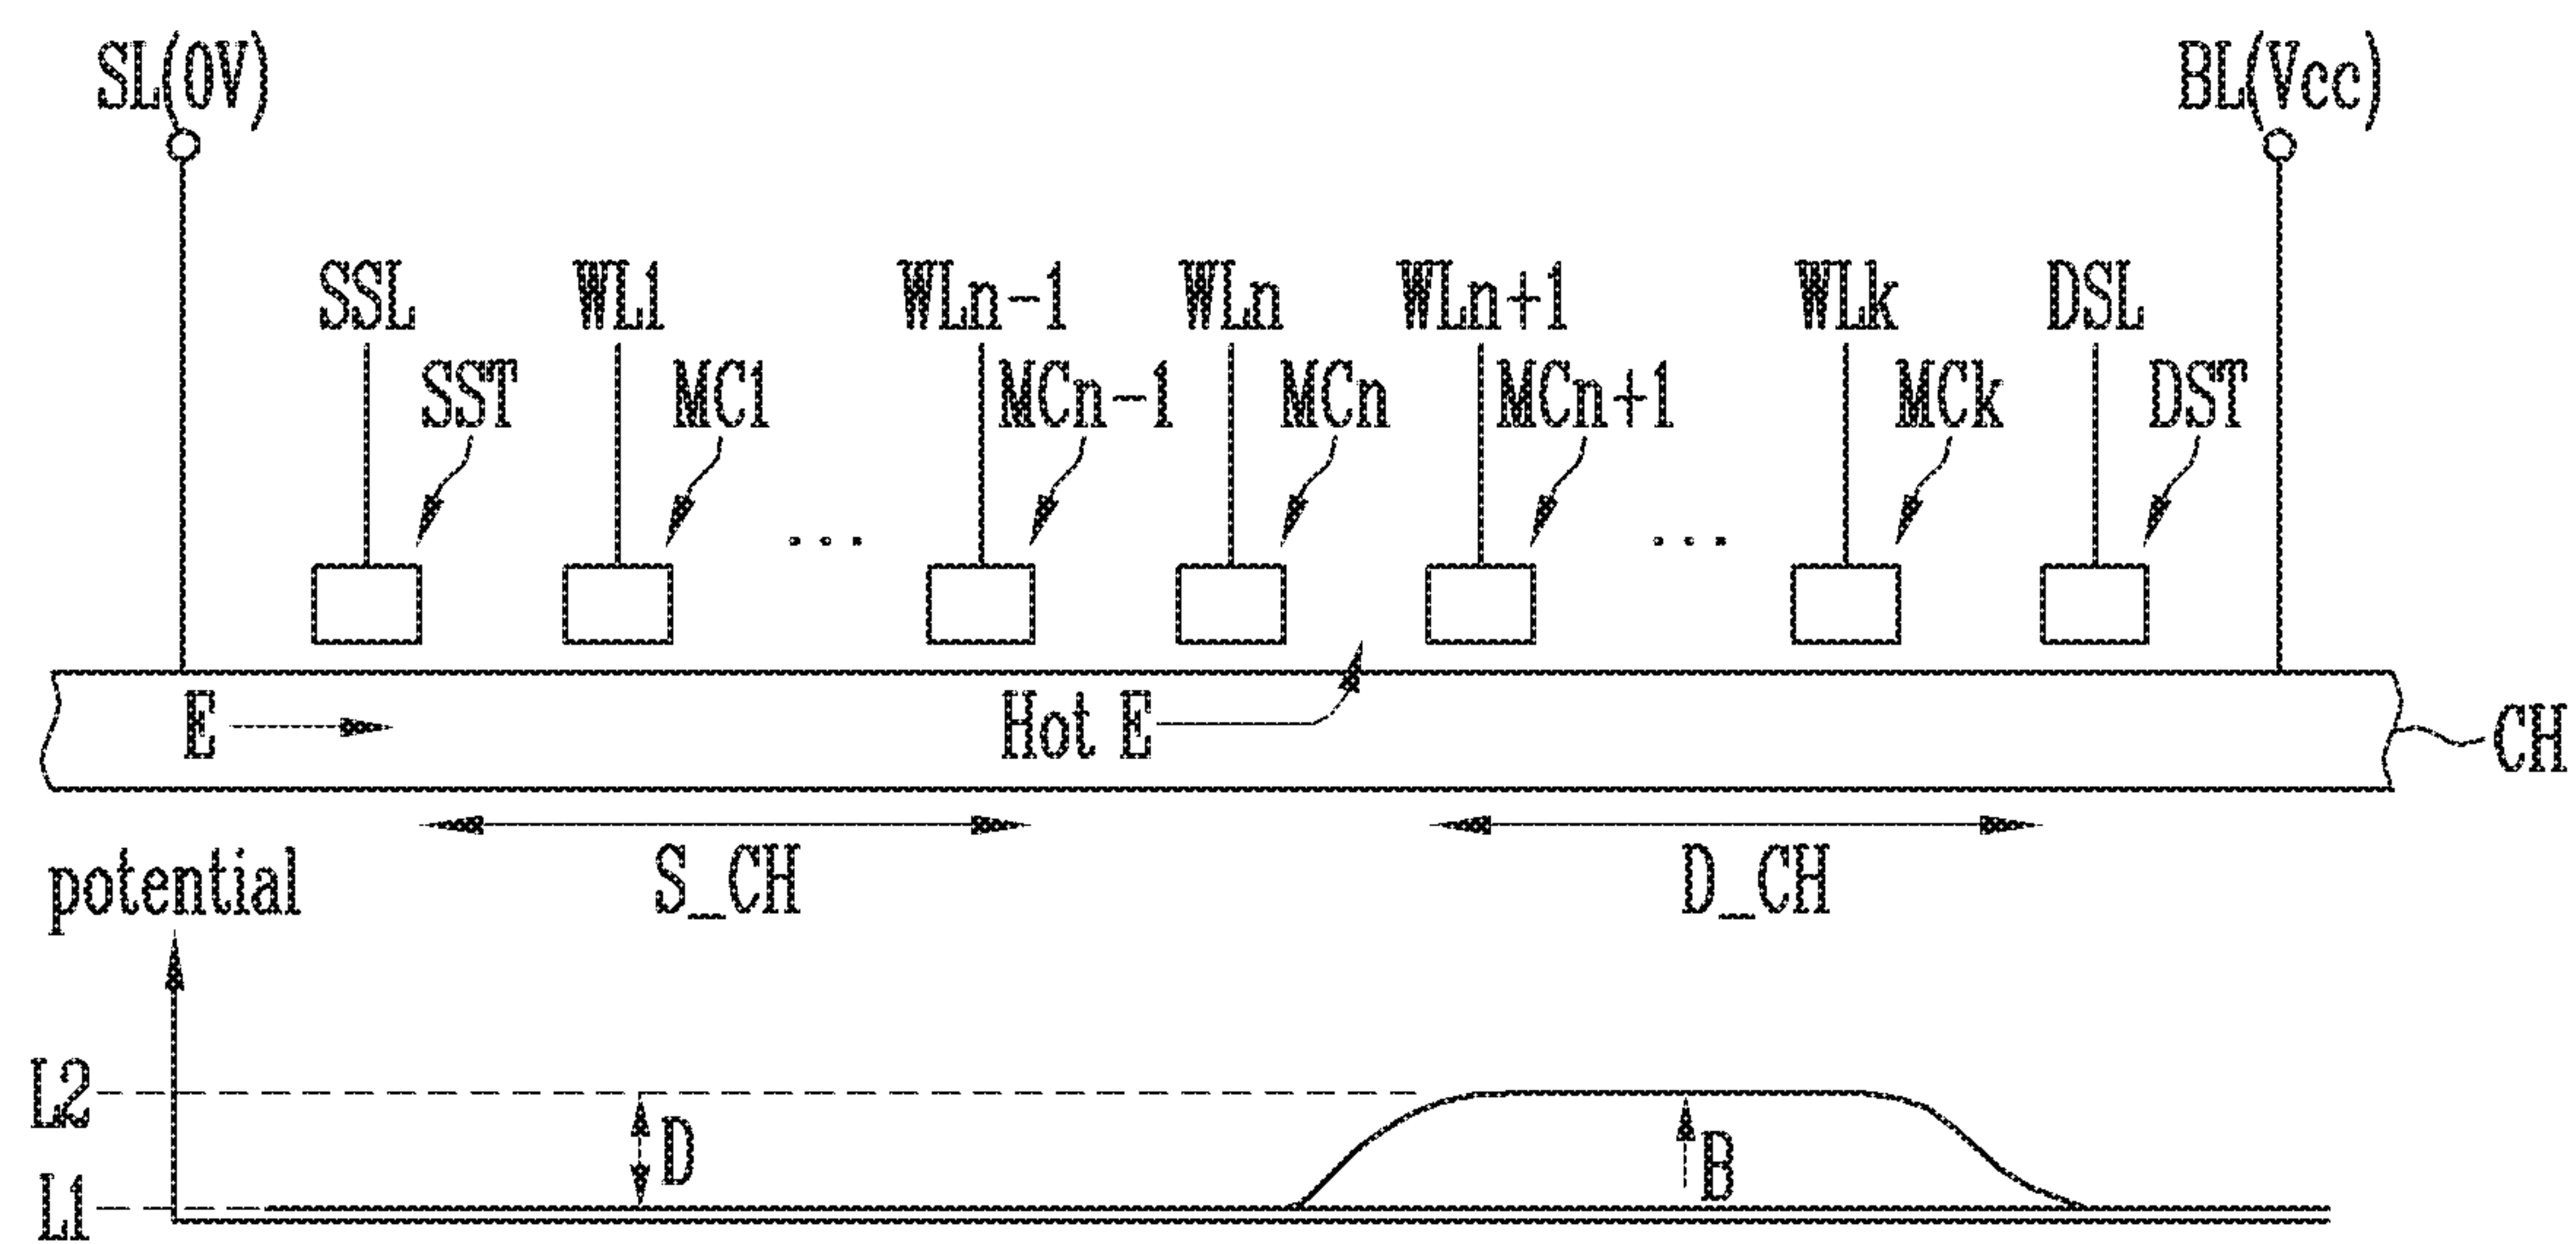 SL(0V) BL(Vcc)
SSL WL1 WLn-1 WLn WLn+1 WLk DSL
SST MC1 MCn-1 MCn MCn+1 MCk DST
... ...
E Hot E CH
S_CH D_CH
potential
L2
D B
L1